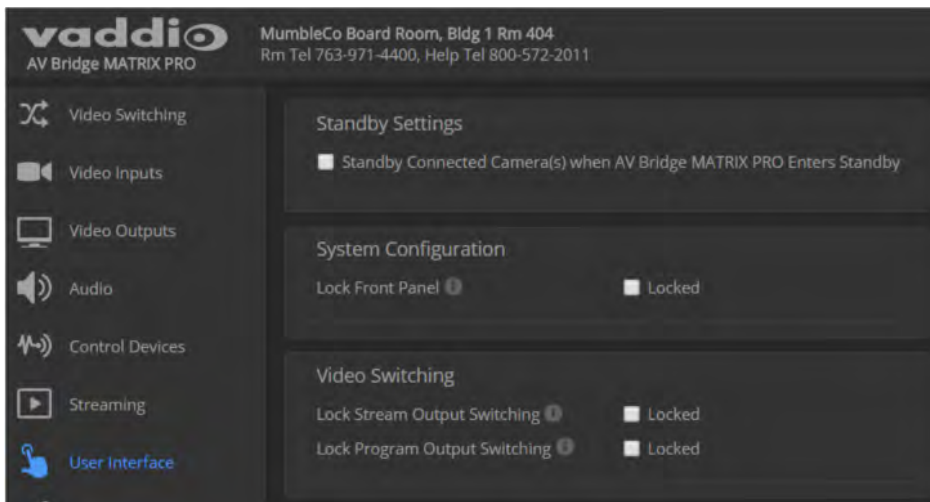 vaddio
AV Bridge MATRIX PRO
MumbleCo Board Room, Bldg 1 Rm 404
Rm Tel 763-971-4400, Help Tel 800-572-2011
Video Switching
Video Inputs
Video Outputs
Audio
Control Devices
Streaming
User Interface
Standby Settings
Standby Connected Camera(s) when AV Bridge MATRIX PRO Enters Standby
System Configuration
Lock Front Panel Locked
Video Switching
Lock Stream Output Switching Locked
Lock Program Output Switching Locked